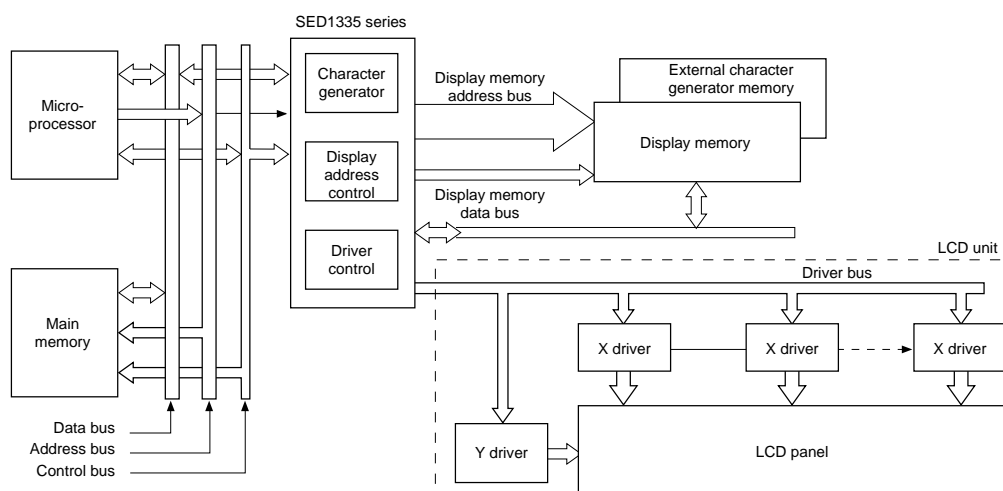 SED1335 series
Micro-
processor
Character
generator
Display memory
address bus
External character
generator memory
Display memory
Display
address
control
Display memory
data bus
Driver
control
LCD unit
Driver bus
Main
memory
X driver
X driver
X driver
Data bus
Address bus
Control bus
Y driver
LCD panel